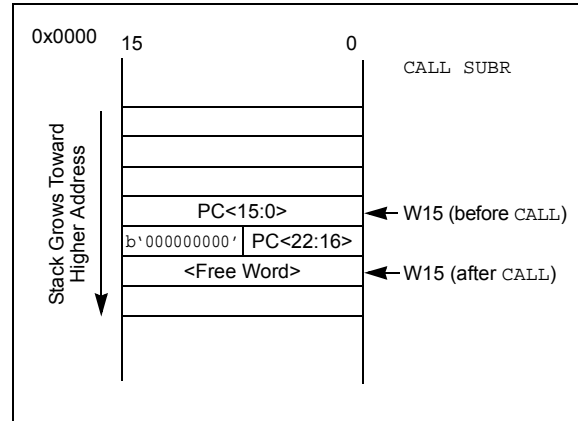 0x0000
15 0
CALL SUBR
Stack Grows Toward
Higher Address
PC<15:0>
W15 (before CALL)
b‘000000000’ PC<22:16>
<Free Word>
W15 (after CALL)